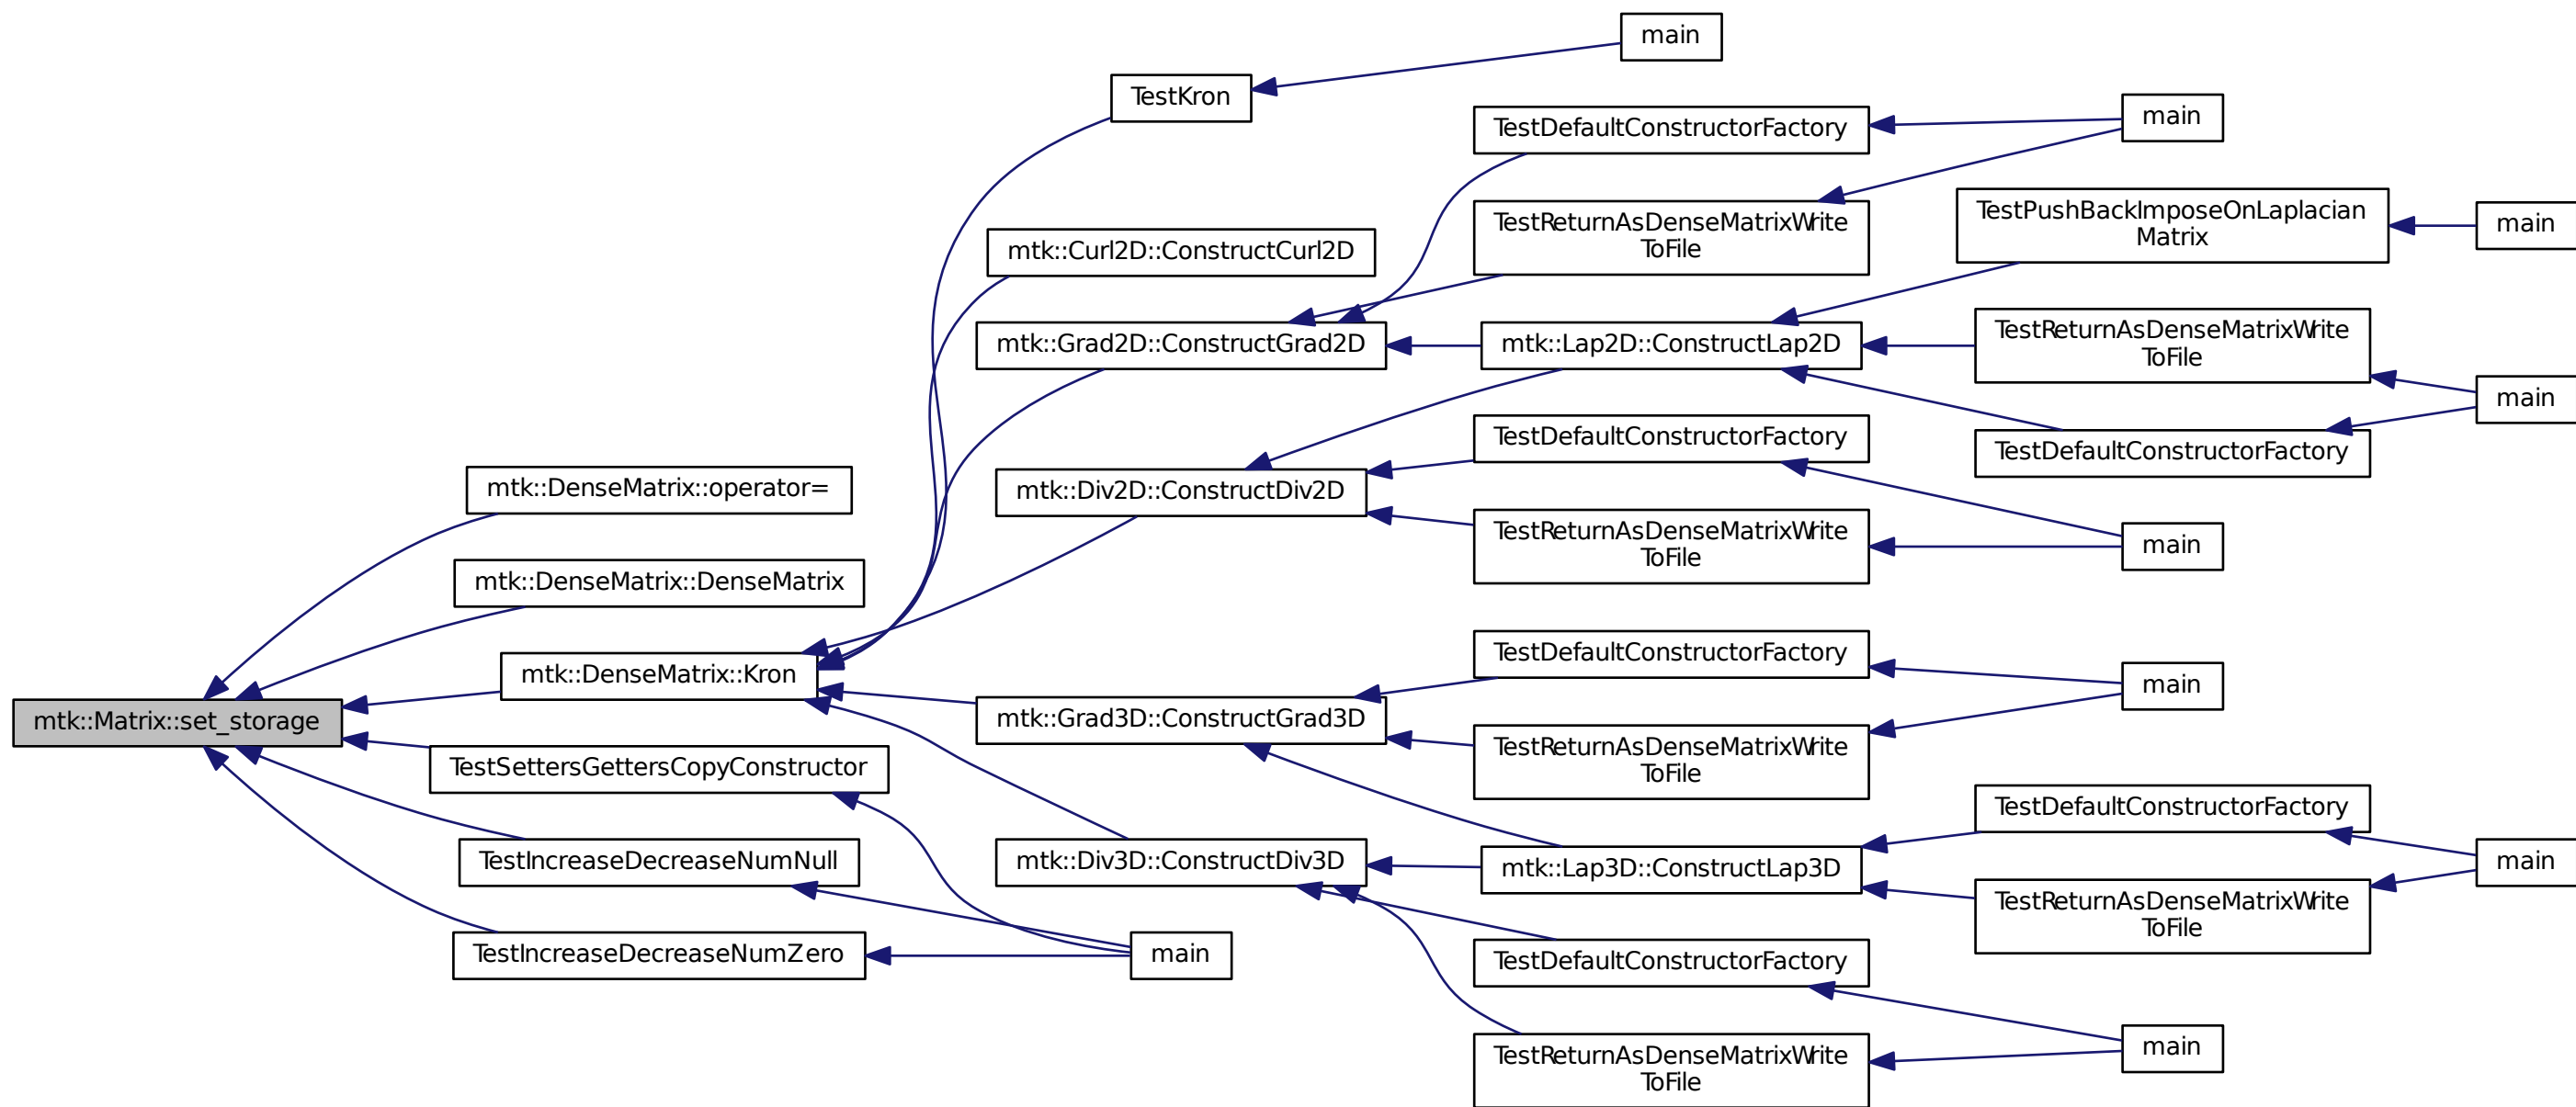 main
TestKron
main
TestDefaultConstructorFactory
TestPushBackImposeOnLaplacian
Matrix
main
TestReturnAsDenseMatrixWrite
ToFile
mtk::Curl2D::ConstructCurl2D
mtk::Grad2D::ConstructGrad2D
mtk::Lap2D::ConstructLap2D
TestReturnAsDenseMatrixWrite
ToFile
main
TestDefaultConstructorFactory
TestDefaultConstructorFactory
mtk::DenseMatrix::operator=
mtk::Div2D::ConstructDiv2D
TestReturnAsDenseMatrixWrite
ToFile
main
mtk::DenseMatrix::DenseMatrix
TestDefaultConstructorFactory
mtk::DenseMatrix::Kron
main
mtk::Matrix::set_storage
mtk::Grad3D::ConstructGrad3D
TestReturnAsDenseMatrixWrite
ToFile
TestSettersGettersCopyConstructor
TestDefaultConstructorFactory
TestIncreaseDecreaseNumNull
mtk::Div3D::ConstructDiv3D
mtk::Lap3D::ConstructLap3D
main
TestReturnAsDenseMatrixWrite
ToFile
TestIncreaseDecreaseNumZero
main
TestDefaultConstructorFactory
main
TestReturnAsDenseMatrixWrite
ToFile